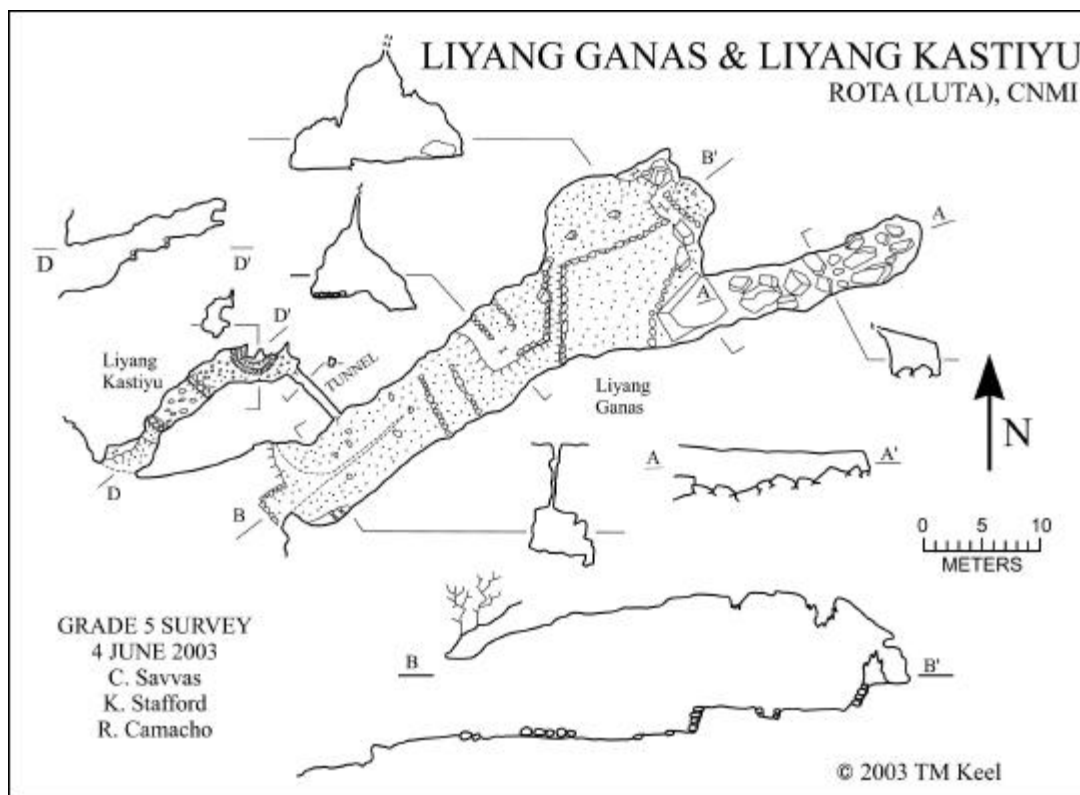 LIYANG GANAS & LIYANG KASTIYU
ROTA (LUTA), CNMI
B'
A
D
D'
D'
A
Liyang
Kastiyu
TUNNEL
Liyang
Ganas
N
D
B
A
A'
0 5 10
METERS
GRADE 5 SURVEY
4 JUNE 2003
C. Savvas
K. Stafford
R. Camacho
B
B'
© 2003 TM Keel